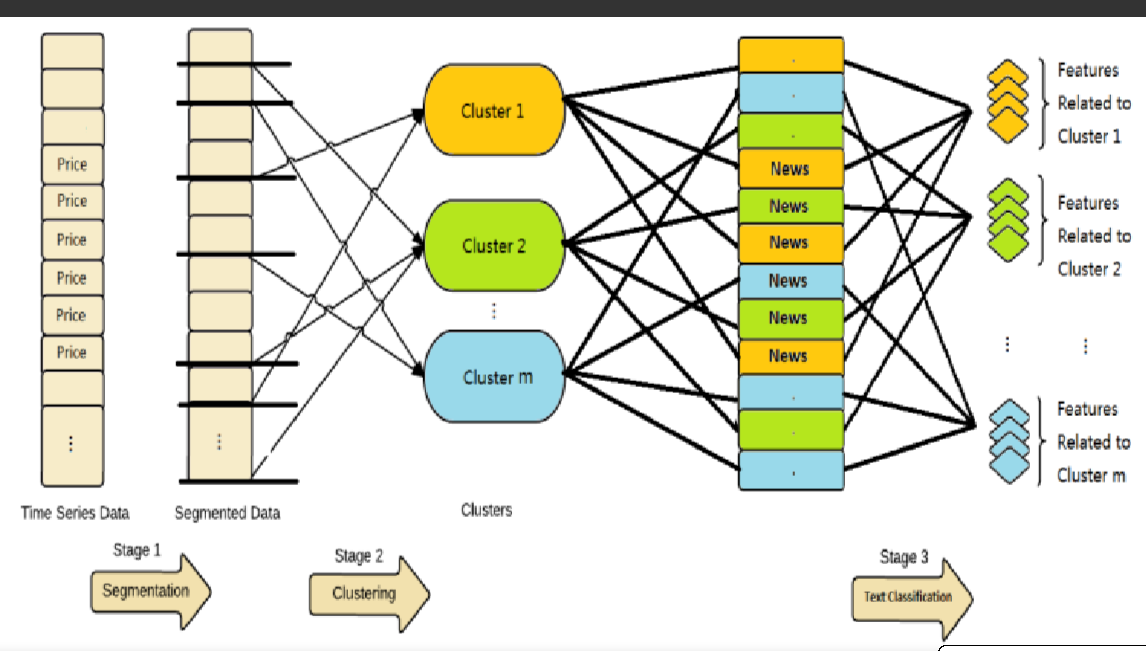 Price
Price
Price
Price
Price
Price
⋮
Time Series Data
⋮
Segmented Data
Cluster 1
Cluster 2
⋮
Cluster m
Clusters
.
.
.
News
News
News
News
News
News
.
.
.
Features
Related to
Cluster 1
Features
Related to
Cluster 2
⋮ ⋮
Features
Related to
Cluster m
Stage 1
Segmentation
Stage 2
Clustering
Stage 3
Text Classification